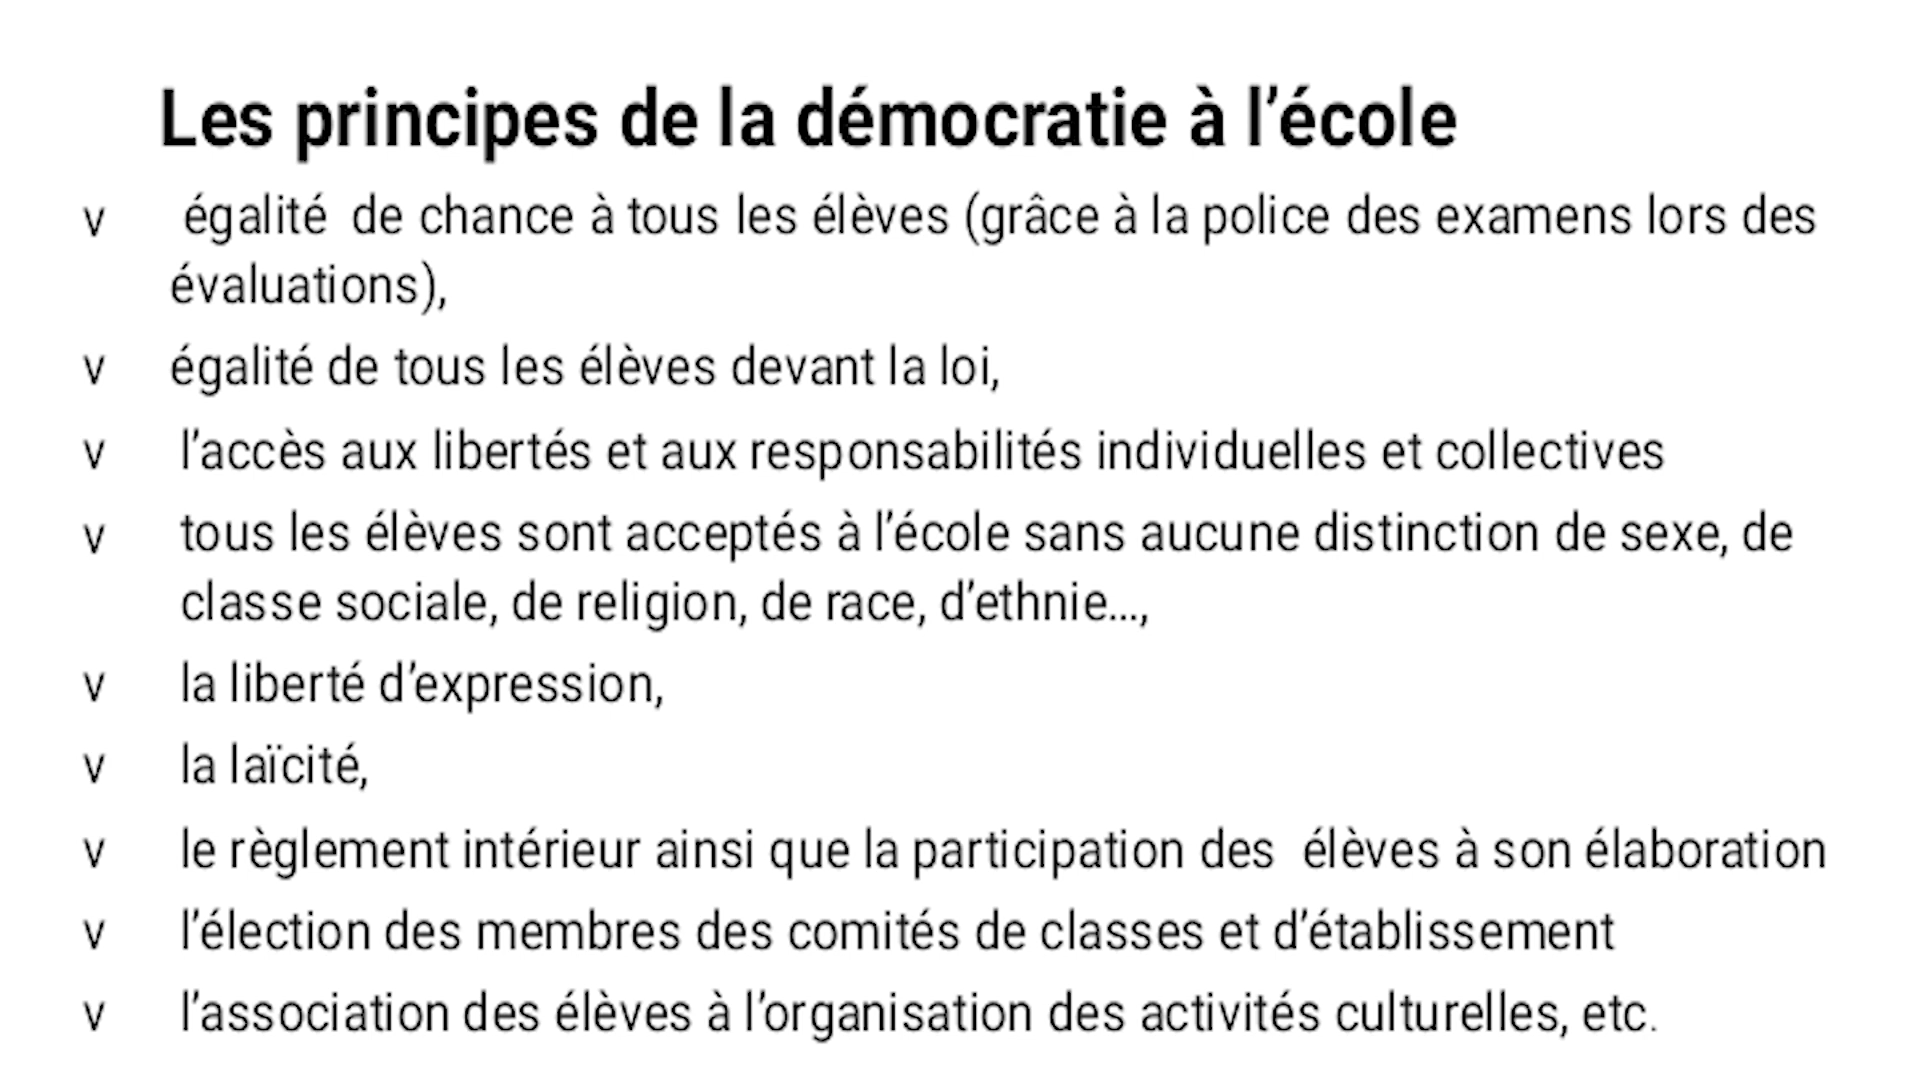 Les principes de la démocratie à l’école
v égalité de chance à tous les élèves (grâce à la police des examens lors des
évaluations),
v égalité de tous les élèves devant la loi,
v l’accès aux libertés et aux responsabilités individuelles et collectives
v tous les élèves sont acceptés à l’école sans aucune distinction de sexe, de
classe sociale, de religion, de race, d’ethnie…,
v la liberté d’expression,
v la laïcité,
v le règlement intérieur ainsi que la participation des élèves à son élaboration
v l’élection des membres des comités de classes et d’établissement
v l’association des élèves à l’organisation des activités culturelles, etc.